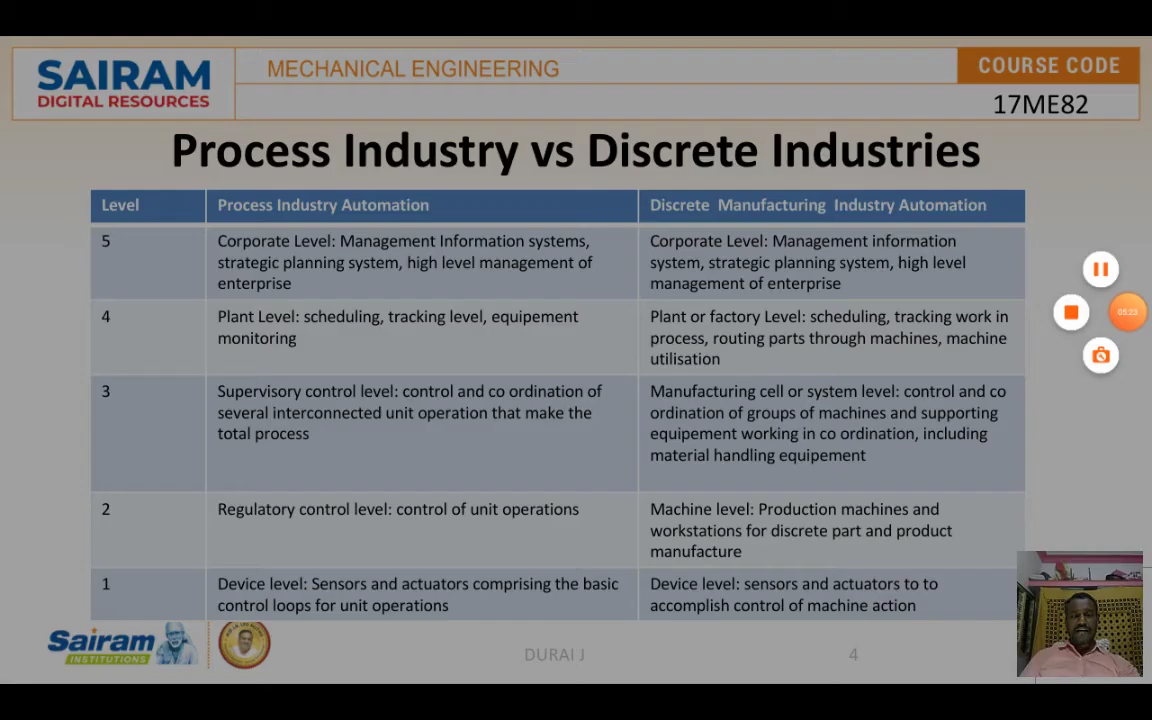 SAIRAM
DIGITAL RESOURCES
MECHANICAL ENGINEERING
COURSE CODE
17ME82
Process Industry vs Discrete Industries
Level
Process Industry Automation
Discrete Manufacturing Industry Automation
5
Corporate Level: Management Information systems,
strategic planning system, high level management of
enterprise
Corporate Level: Management information
system, strategic planning system, high level
management of enterprise
4
Plant Level: scheduling, tracking level, equipement
monitoring
Plant or factory Level: scheduling, tracking work in
process, routing parts through machines, machine
utilisation
3
Supervisory control level: control and co ordination of
several interconnected unit operation that make the
total process
Manufacturing cell or system level: control and co
ordination of groups of machines and supporting
equipement working in co ordination, including
material handling equipement
2
Regulatory control level: control of unit operations
Machine level: Production machines and
workstations for discrete part and product
manufacture
1
Device level: Sensors and actuators comprising the basic
control loops for unit operations
Device level: sensors and actuators to to
accomplish control of machine action
05:23
Sairam
INSTITUTIONS
DURAI J
4